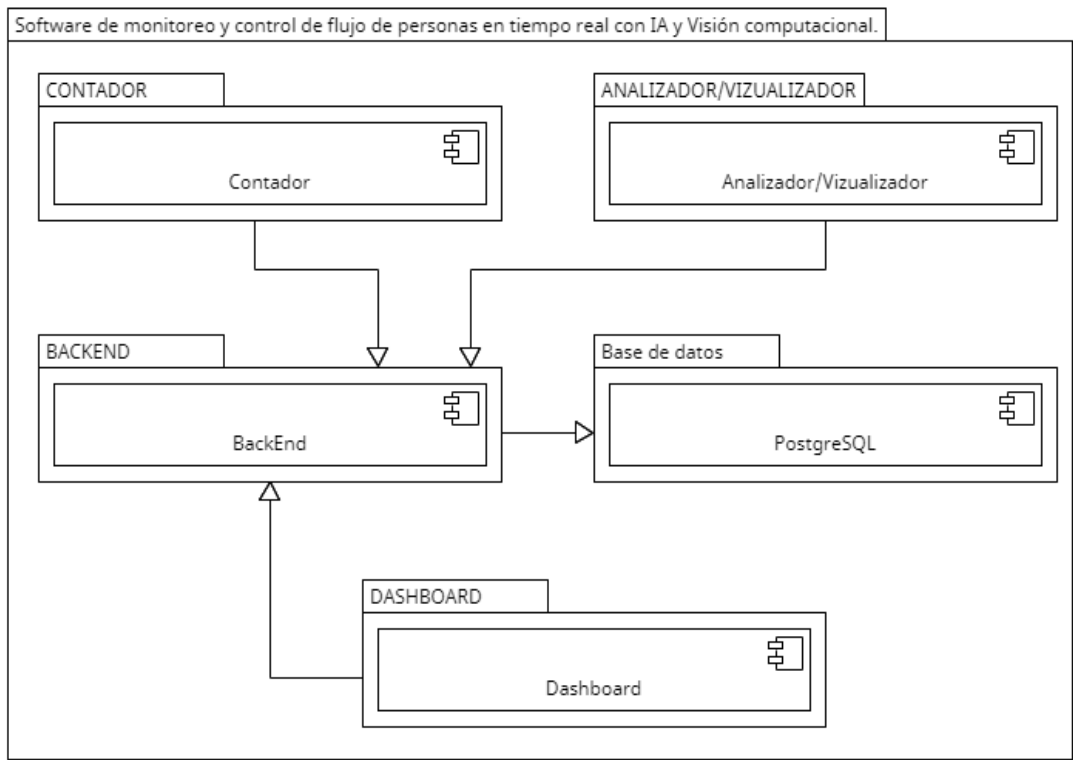 Software de monitoreo y control de flujo de personas en tiempo real con IA y Visión computacional.
CONTADOR
Contador
ANALIZADOR/VIZUALIZADOR
Analizador/Vizualizador
BACKEND
BackEnd
Base de datos
PostgreSQL
DASHBOARD
Dashboard